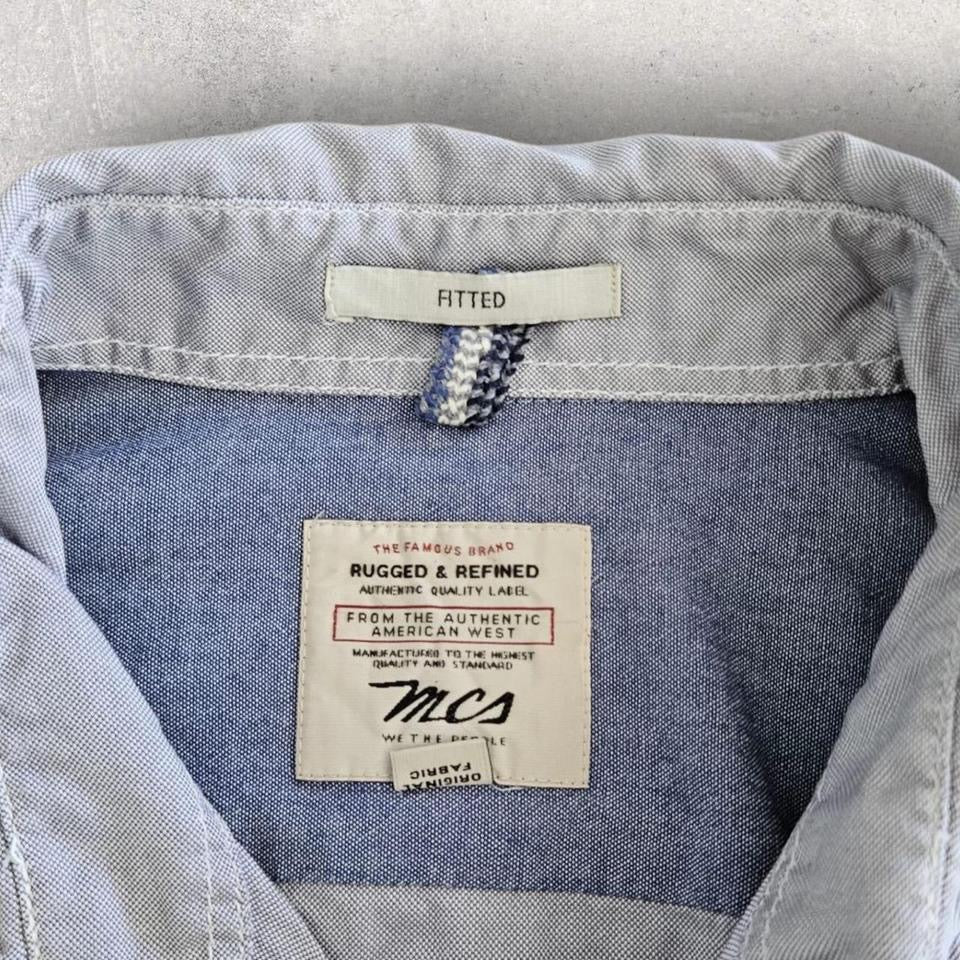 FITTED
THE FAMOUS BRAND
RUGGED & REFINED
AUTHENTIC QUALITY LABEL
FROM THE AUTHENTIC
AMERICAN WEST
MANUFACTURED TO THE HIGHEST
QUALITY AND STANDARD
mcs
WE THE PEOPLE
ORIGINAL
FABRIC